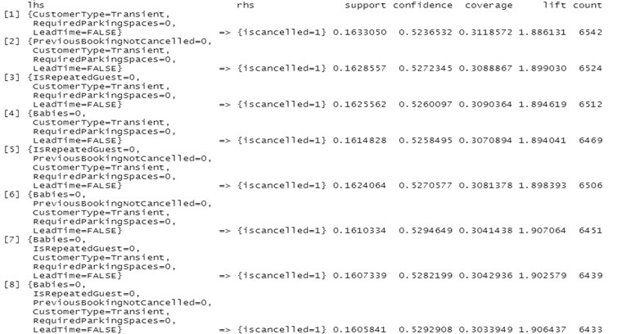 lhs rhs support confidence coverage lift count
[1] {CustomerType=Transient,
RequiredParkingSpaces=0,
LeadTime=FALSE} => {iscancelled=1} 0.1633050 0.5236532 0.3118572 1.886131 6542
[2] {PreviousBookingNotCancelled=0,
CustomerType=Transient,
RequiredParkingSpaces=0,
LeadTime=FALSE} => {iscancelled=1} 0.1628557 0.5272345 0.3088867 1.899030 6524
[3] {IsRepeatedGuest=0,
CustomerType=Transient,
RequiredParkingSpaces=0,
LeadTime=FALSE} => {iscancelled=1} 0.1625562 0.5260097 0.3090364 1.894619 6512
[4] {Babies=0,
CustomerType=Transient,
RequiredParkingSpaces=0,
LeadTime=FALSE} => {iscancelled=1} 0.1614828 0.5258495 0.3070894 1.894041 6469
[5] {IsRepeatedGuest=0,
PreviousBookingNotCancelled=0,
CustomerType=Transient,
RequiredParkingSpaces=0,
LeadTime=FALSE} => {iscancelled=1} 0.1624064 0.5270577 0.3081378 1.898393 6506
[6] {Babies=0,
PreviousBookingNotCancelled=0,
CustomerType=Transient,
RequiredParkingSpaces=0,
LeadTime=FALSE} => {iscancelled=1} 0.1610334 0.5294649 0.3041438 1.907064 6451
[7] {Babies=0,
IsRepeatedGuest=0,
CustomerType=Transient,
RequiredParkingSpaces=0,
LeadTime=FALSE} => {iscancelled=1} 0.1607339 0.5282199 0.3042936 1.902579 6439
[8] {Babies=0,
IsRepeatedGuest=0,
PreviousBookingNotCancelled=0,
CustomerType=Transient,
RequiredParkingSpaces=0,
LeadTime=FALSE} => {iscancelled=1} 0.1605841 0.5292908 0.3033949 1.906437 6433